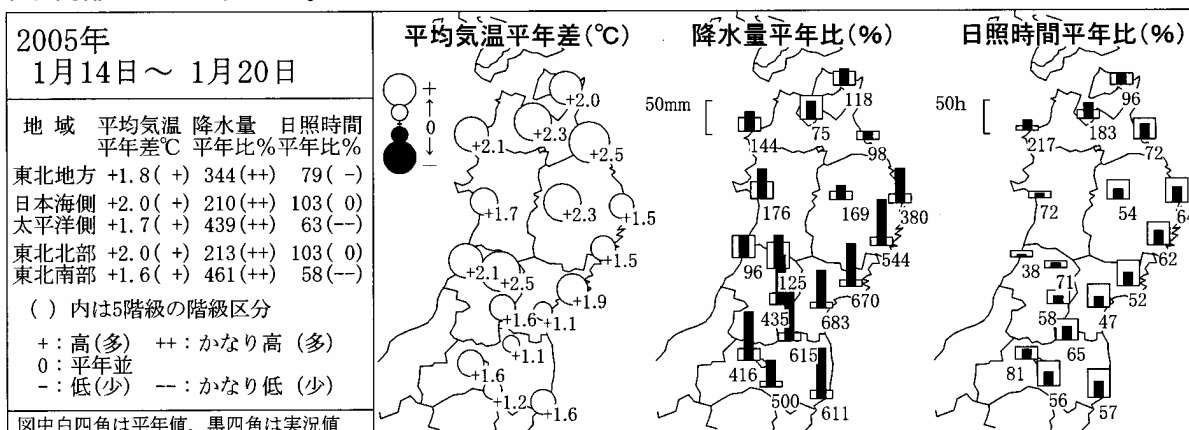 2005年
1月14日～ 1月20日
地 域 平均気温 降水量 日照時間
平年差℃ 平年比% 平年比%
東北地方 +1.8( +) 344(++) 79( -)
日本海側 +2.0( +) 210(++) 103( 0)
太平洋側 +1.7( +) 439(++) 63(--)
東北北部 +2.0( +) 213(++) 103( 0)
東北南部 +1.6( +) 461(++) 58(--)
( ) 内は5階級の階級区分
+：高(多) ++：かなり高 (多)
0：平年並
-：低(少) --：かなり低 (少)
図中白四角は平年値，黒四角は実況値
平均気温平年差(℃)
+
↑
0
↓
-
+2.0
+2.3
+2.1
+2.5
+1.7
+2.3
+1.5
+1.5
+2.1
+2.5
+1.9
+1.6
+1.1
+1.1
+1.6
+1.2
+1.6
降水量平年比(%)
50mm
118
75
144
98
176
169
380
544
96
125
670
435
683
615
416
500
611
日照時間平年比(%)
50h
96
183
217
72
72
54
64
62
38
71
52
58
47
65
81
56
57